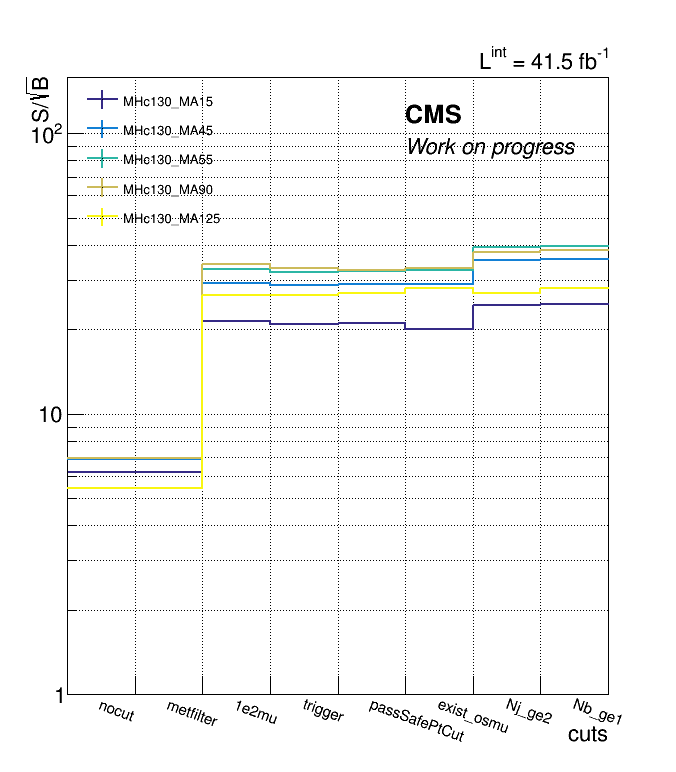 L^int = 41.5 fb^-1
S/√B
MHc130_MA15
MHc130_MA45
MHc130_MA55
MHc130_MA90
MHc130_MA125
CMS
Work on progress
10^2
10
1
nocut
metfilter
1e2mu
trigger
passSafePtCut
exist_osmu
Nj_ge2
Nb_ge1
cuts